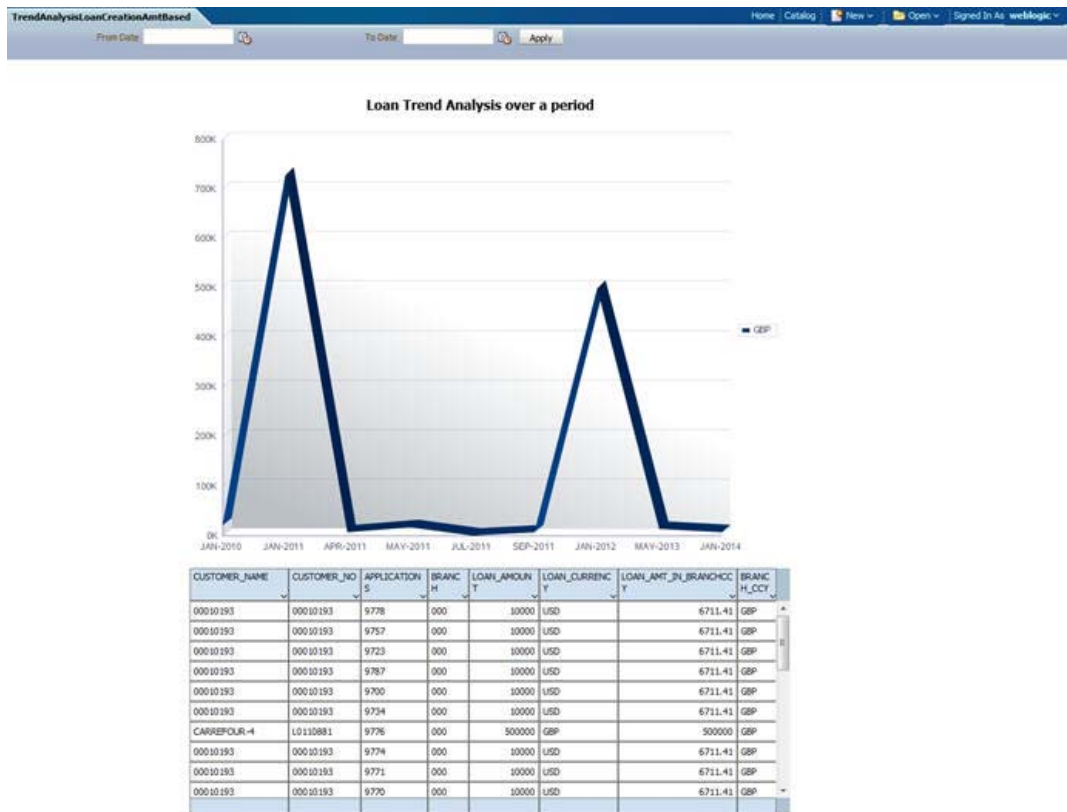 TrendAnalysisLoanCreationAmtBased Home Catalog New Open Signed In As weblogic
From Date To Date Apply
Loan Trend Analysis over a period
800K
700K
600K
500K
400K
300K
200K
100K
0K
GBP
JAN-2010 JAN-2011 APR-2011 MAY-2011 JUL-2011 SEP-2011 JAN-2012 MAY-2013 JAN-2014
CUSTOMER_NAME CUSTOMER_NO APPLICATION BRANC LOAN_AMOUN LOAN_CURRENC LOAN_AMT_IN_BRANCHCC BRANC
S H T Y Y H_CCY
00010193 00010193 9778 000 10000 USD 6711.41 GBP
00010193 00010193 9757 000 10000 USD 6711.41 GBP
00010193 00010193 9723 000 10000 USD 6711.41 GBP
00010193 00010193 9787 000 10000 USD 6711.41 GBP
00010193 00010193 9700 000 10000 USD 6711.41 GBP
00010193 00010193 9734 000 10000 USD 6711.41 GBP
CARREFOUR-4 L0110881 9776 000 500000 GBP 500000 GBP
00010193 00010193 9774 000 10000 USD 6711.41 GBP
00010193 00010193 9771 000 10000 USD 6711.41 GBP
00010193 00010193 9770 000 10000 USD 6711.41 GBP